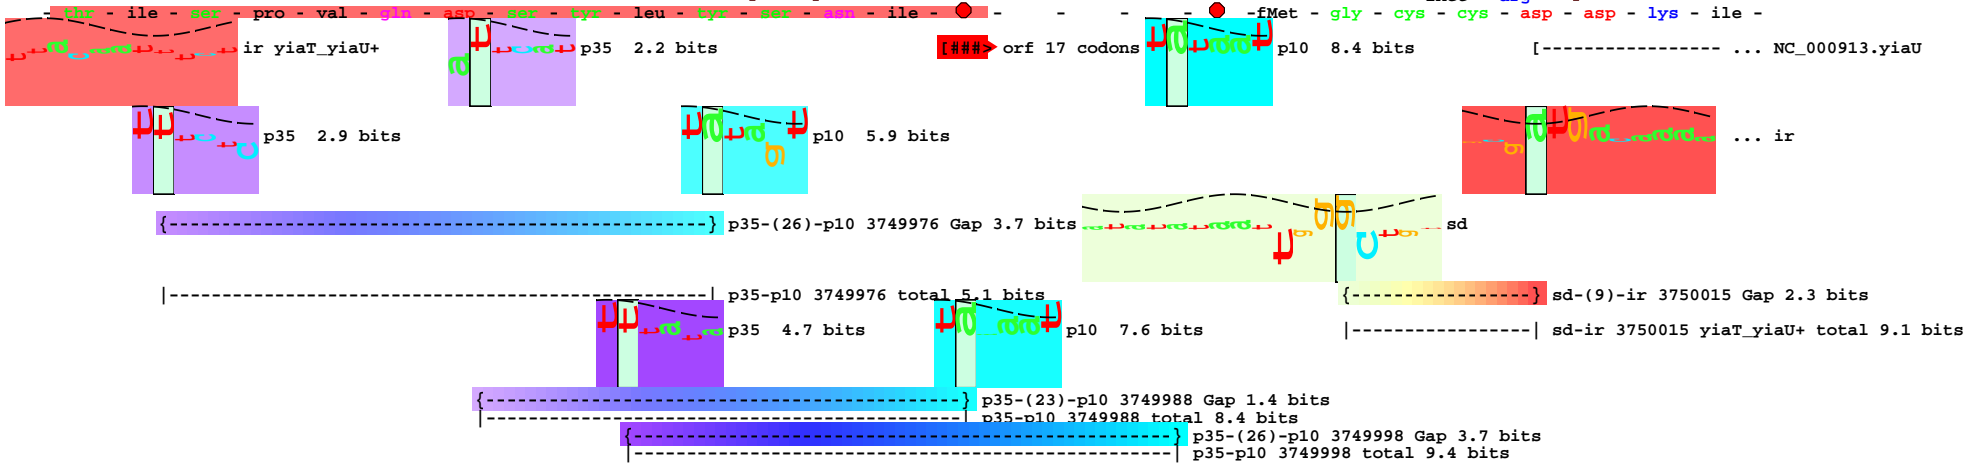 - thr - ile - ser - pro - val - gln - asp - ser - tyr - leu - tyr - ser - asn - ile - - - - - -fMet - gly - cys - cys - asp - asp - lys - ile -
ir yiaT_yiaU+ p35 2.2 bits [###> orf 17 codons p10 8.4 bits [---------------- ... NC_000913.yiaU
p35 2.9 bits p10 5.9 bits ... ir
{---------------------------------------------------} p35-(26)-p10 3749976 Gap 3.7 bits sd
|---------------------------------------------------| p35-p10 3749976 total 5.1 bits {-----------------} sd-(9)-ir 3750015 Gap 2.3 bits
p35 4.7 bits p10 7.6 bits |-----------------| sd-ir 3750015 yiaT_yiaU+ total 9.1 bits
{---------------------------------------------} p35-(23)-p10 3749988 Gap 1.4 bits
|---------------------------------------------| p35-p10 3749988 total 8.4 bits
{---------------------------------------------------} p35-(26)-p10 3749998 Gap 3.7 bits
|---------------------------------------------------| p35-p10 3749998 total 9.4 bits